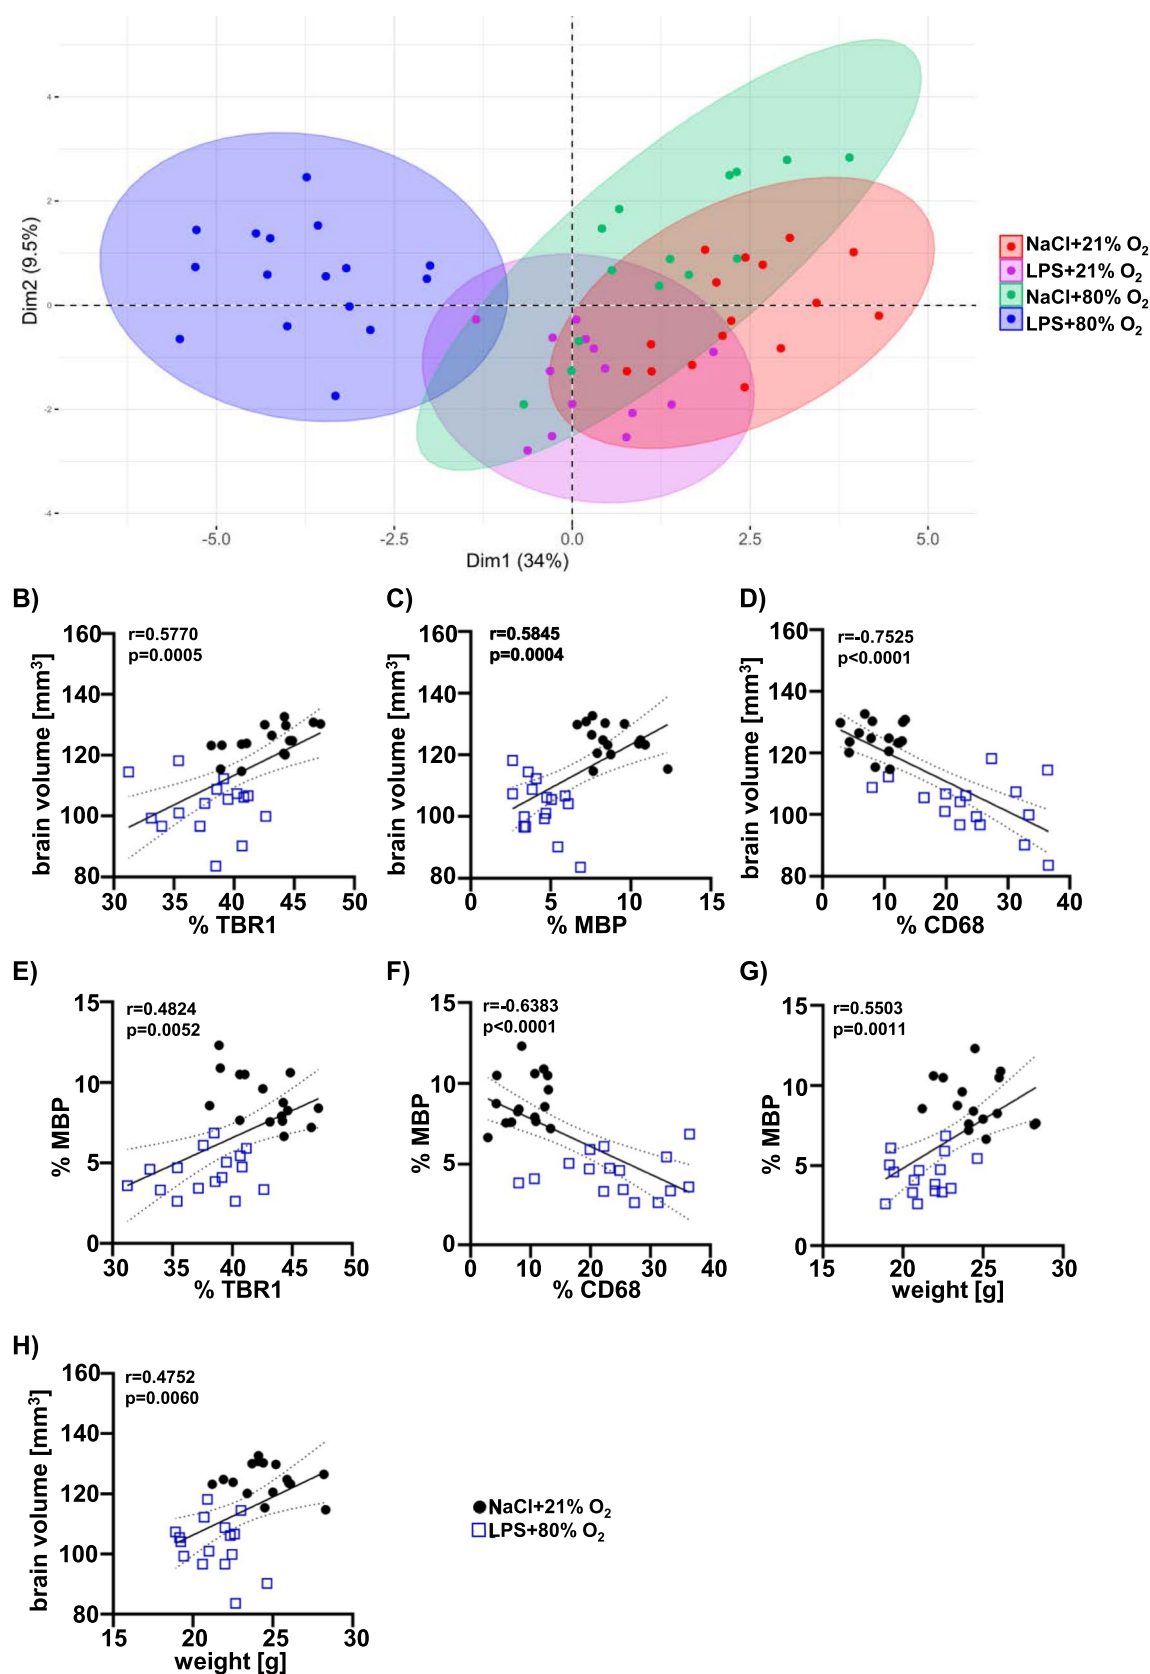 4
2
0
-2
-4
Dim2 (9.5%)
-5.0 -2.5 0.0 2.5 5.0
Dim1 (34%)
NaCl+21% O2
LPS+21% O2
NaCl+80% O2
LPS+80% O2
B)
r=0.5770
p=0.0005
brain volume [mm3]
160
140
120
100
80
30 35 40 45 50
% TBR1
C)
r=0.5845
p=0.0004
brain volume [mm3]
160
140
120
100
80
0 5 10 15
% MBP
D)
r=-0.7525
p<0.0001
brain volume [mm3]
160
140
120
100
80
0 10 20 30 40
% CD68
E)
r=0.4824
p=0.0052
% MBP
15
10
5
0
30 35 40 45 50
% TBR1
F)
r=-0.6383
p<0.0001
% MBP
15
10
5
0
0 10 20 30 40
% CD68
G)
r=0.5503
p=0.0011
% MBP
15
10
5
0
15 20 25 30
weight [g]
H)
r=0.4752
p=0.0060
brain volume [mm3]
160
140
120
100
80
15 20 25 30
weight [g]
NaCl+21% O2
LPS+80% O2